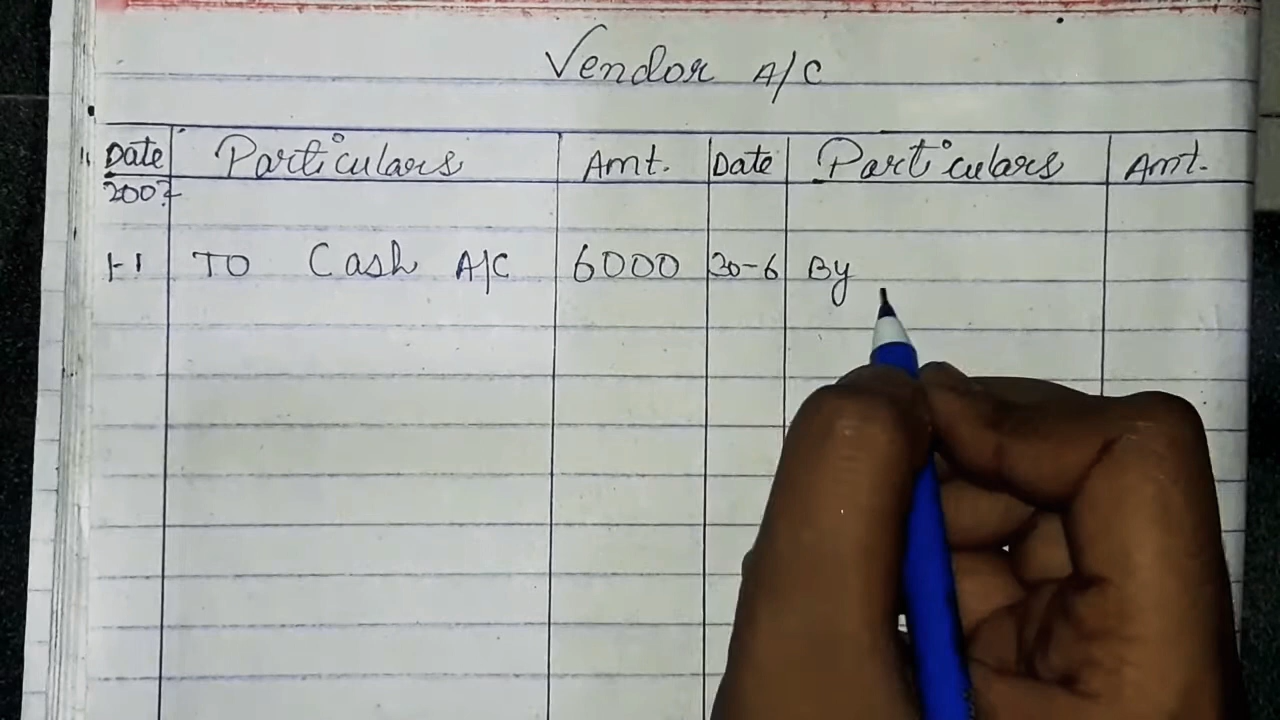 Vendor A/C
Date Particulars Amt. Date Particulars Amt.
2007
1-1 To Cash A/C 6000 30-6 By